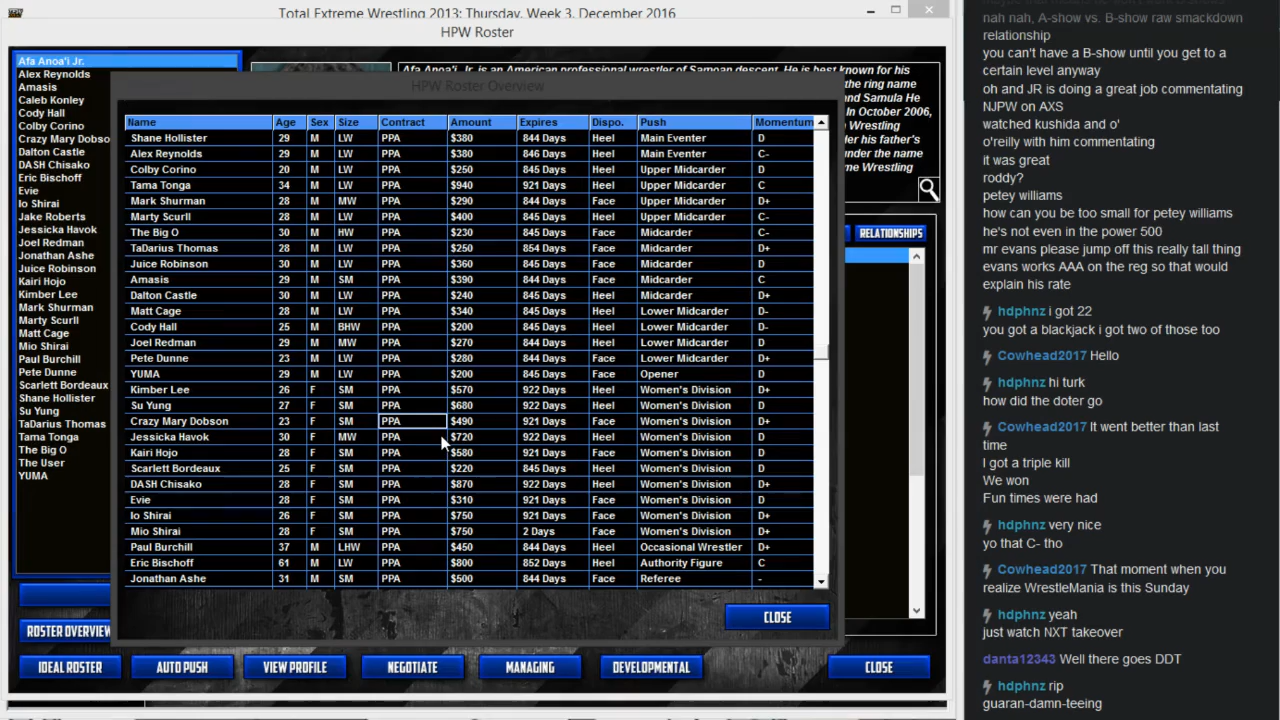 Total Extreme Wrestling 2013: Thursday, Week 3, December 2016
HPW Roster
Afa Anoa'i Jr.
Alex Reynolds
Amasis
Caleb Konley
Cody Hall
Colby Corino
Crazy Mary Dobso
Dalton Castle
DASH Chisako
Eric Bischoff
Evie
Io Shirai
Jake Roberts
Jessicka Havok
Joel Redman
Jonathan Ashe
Juice Robinson
Kairi Hojo
Kimber Lee
Mark Shurman
Marty Scurll
Matt Cage
Mio Shirai
Paul Burchill
Pete Dunne
Scarlett Bordeaux
Shane Hollister
Su Yung
TaDarius Thomas
Tama Tonga
The Big O
The User
YUMA
Afa Anoa'i, Jr. is an American professional wrestler of Samoan descent. He is best known for his
the ring name
and Samula He
In October 2006,
Wrestling
der his father's
under the name
me Wrestling
HPW Roster Overview
Name Age Sex Size Contract Amount Expires Dispo. Push Momentum
Shane Hollister 29 M LW PPA $380 844 Days Heel Main Eventer D
Alex Reynolds 29 M LW PPA $380 846 Days Heel Main Eventer C-
Colby Corino 20 M LW PPA $250 845 Days Heel Upper Midcarder D
Tama Tonga 34 M LW PPA $940 921 Days Heel Upper Midcarder C
Mark Shurman 28 M MW PPA $290 844 Days Face Upper Midcarder D+
Marty Scurll 28 M LW PPA $400 845 Days Face Upper Midcarder C-
The Big O 30 M HW PPA $230 845 Days Face Midcarder C-
TaDarius Thomas 28 M LW PPA $250 854 Days Heel Midcarder D+
Juice Robinson 30 M LW PPA $360 845 Days Heel Midcarder D
Amasis 29 M SM PPA $390 844 Days Face Midcarder C
Dalton Castle 30 M LW PPA $240 845 Days Heel Midcarder D+
Matt Cage 28 M LW PPA $340 845 Days Heel Lower Midcarder D-
Cody Hall 25 M BHW PPA $200 845 Days Heel Lower Midcarder D-
Joel Redman 29 M MW PPA $270 844 Days Heel Lower Midcarder D
Pete Dunne 23 M LW PPA $280 844 Days Face Lower Midcarder D+
YUMA 29 M LW PPA $200 845 Days Face Opener D
Kimber Lee 26 F SM PPA $570 922 Days Heel Women's Division D+
Su Yung 27 F SM PPA $680 922 Days Heel Women's Division D
Crazy Mary Dobson 23 F SM PPA $490 921 Days Face Women's Division D+
Jessicka Havok 30 F MW PPA $720 922 Days Heel Women's Division D
Kairi Hojo 28 F SM PPA $580 921 Days Face Women's Division D
Scarlett Bordeaux 25 F SM PPA $220 845 Days Heel Women's Division D
DASH Chisako 28 F SM PPA $870 922 Days Heel Women's Division D+
Evie 28 F SM PPA $310 921 Days Face Women's Division D
Io Shirai 28 F SM PPA $750 921 Days Face Women's Division D+
Mio Shirai 28 F SM PPA $750 2 Days Face Women's Division D+
Paul Burchill 37 M LHW PPA $450 844 Days Heel Occasional Wrestler D+
Eric Bischoff 61 M LW PPA $800 852 Days Heel Authority Figure C
Jonathan Ashe 31 M SM PPA $500 844 Days Face Referee -
CLOSE
RELATIONSHIPS
ROSTER OVERVIEW
IDEAL ROSTER
AUTO PUSH
VIEW PROFILE
NEGOTIATE
MANAGING
DEVELOPMENTAL
CLOSE
nah nah, A-show vs. B-show raw smackdown
relationship
you can't have a B-show until you get to a
certain level anyway
oh and JR is doing a great job commentating
NJPW on AXS
watched kushida and o'
o'reilly with him commentating
it was great
roddy?
petey williams
how can you be too small for petey williams
he's not even in the power 500
mr evans please jump off this really tall thing
evans works AAA on the reg so that would
explain his rate
hdphnz i got 22
you got a blackjack i got two of those too
Cowhead2017 Hello
hdphnz hi turk
how did the doter go
Cowhead2017 It went better than last
time
I got a triple kill
We won
Fun times were had
hdphnz very nice
yo that C- tho
Cowhead2017 That moment when you
realize WrestleMania is this Sunday
hdphnz yeah
just watch NXT takeover
danta12343 Well there goes DDT
hdphnz rip
guaran-damn-teeing